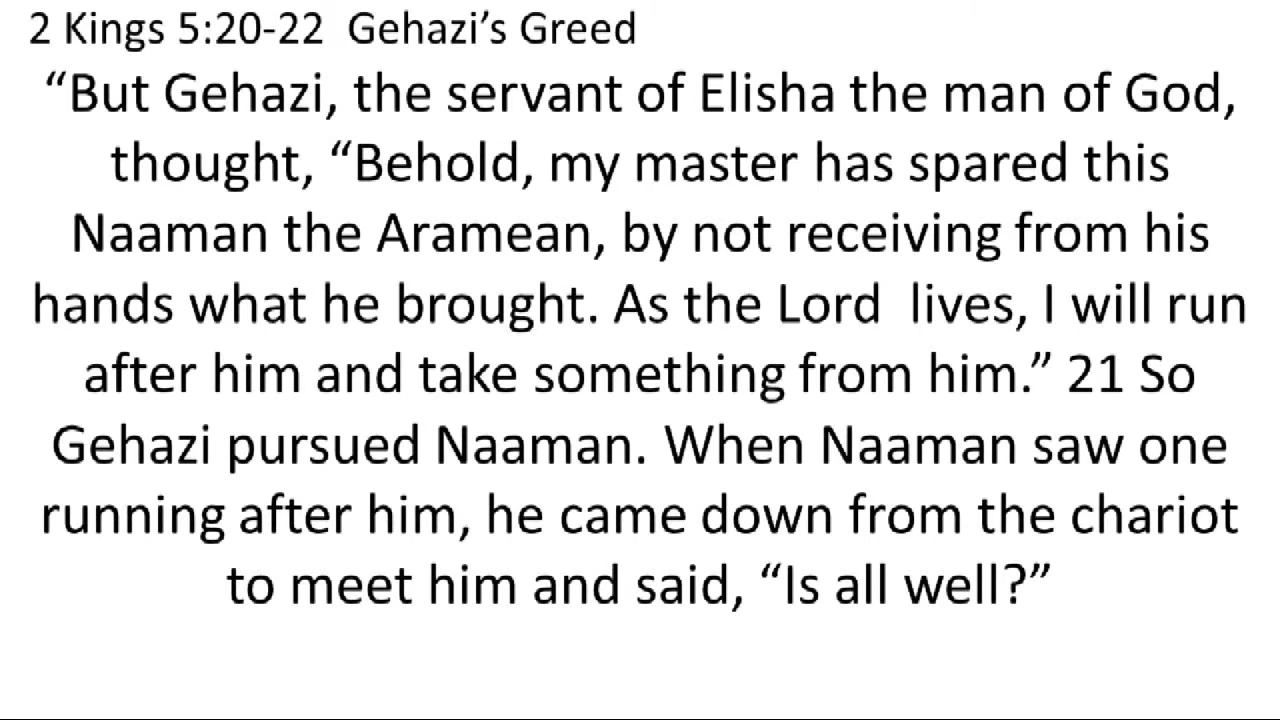 2 Kings 5:20-22  Gehazi’s Greed
“But Gehazi, the servant of Elisha the man of God,
thought, “Behold, my master has spared this
Naaman the Aramean, by not receiving from his
hands what he brought. As the Lord  lives, I will run
after him and take something from him.” 21 So
Gehazi pursued Naaman. When Naaman saw one
running after him, he came down from the chariot
to meet him and said, “Is all well?”